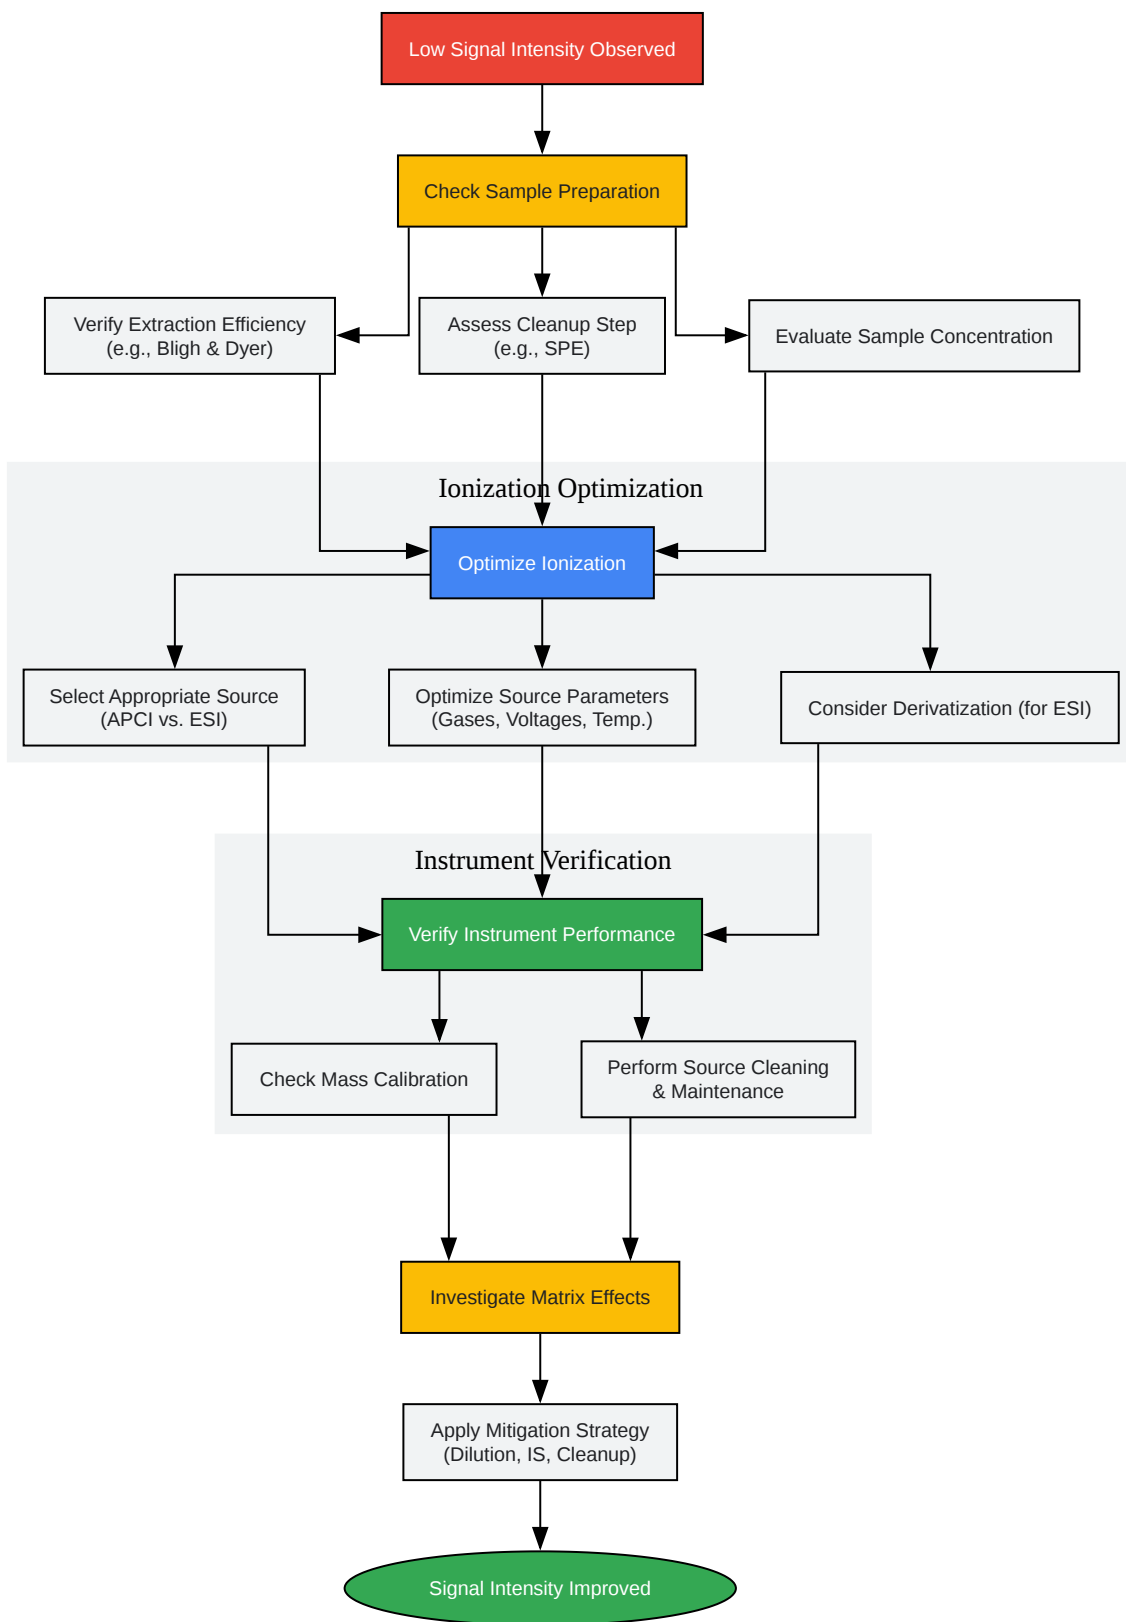 Low Signal Intensity Observed
Check Sample Preparation
Verify Extraction Efficiency
(e.g., Bligh & Dyer)
Assess Cleanup Step
(e.g., SPE)
Evaluate Sample Concentration
Ionization Optimization
Optimize Ionization
Select Appropriate Source
(APCI vs. ESI)
Optimize Source Parameters
(Gases, Voltages, Temp.)
Consider Derivatization (for ESI)
Instrument Verification
Verify Instrument Performance
Check Mass Calibration
Perform Source Cleaning
& Maintenance
Investigate Matrix Effects
Apply Mitigation Strategy
(Dilution, IS, Cleanup)
Signal Intensity Improved